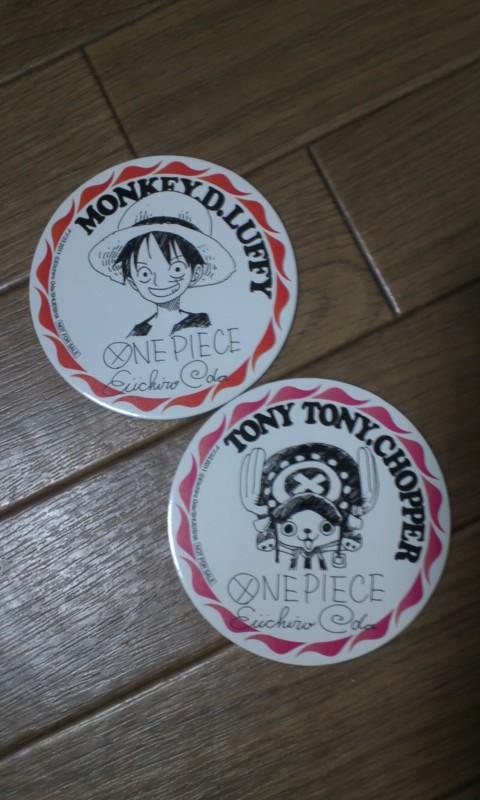 MONKEY.D.LUFFY
ONE PIECE
Eiichiro Oda
TONY TONY.CHOPPER
ONE PIECE
Eiichiro Oda